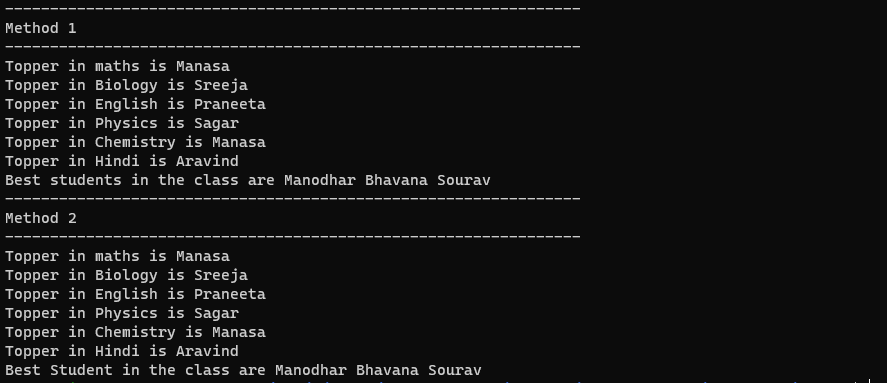 ----------------------------------------------------------------
Method 1
----------------------------------------------------------------
Topper in maths is Manasa
Topper in Biology is Sreeja
Topper in English is Praneeta
Topper in Physics is Sagar
Topper in Chemistry is Manasa
Topper in Hindi is Aravind
Best students in the class are Manodhar Bhavana Sourav
----------------------------------------------------------------
Method 2
----------------------------------------------------------------
Topper in maths is Manasa
Topper in Biology is Sreeja
Topper in English is Praneeta
Topper in Physics is Sagar
Topper in Chemistry is Manasa
Topper in Hindi is Aravind
Best Student in the class are Manodhar Bhavana Sourav